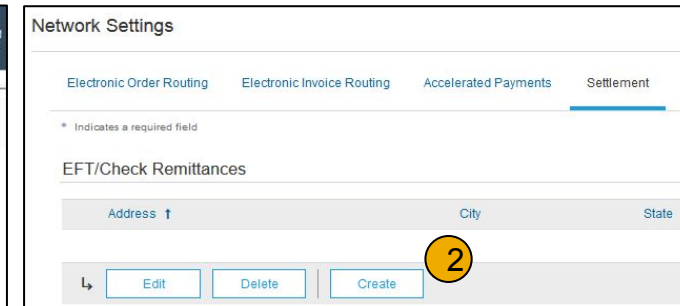 Network Settings
Electronic Order Routing Electronic Invoice Routing Accelerated Payments Settlement
* Indicates a required field
EFT/Check Remittances
Address ↑ City State
2
Edit Delete Create